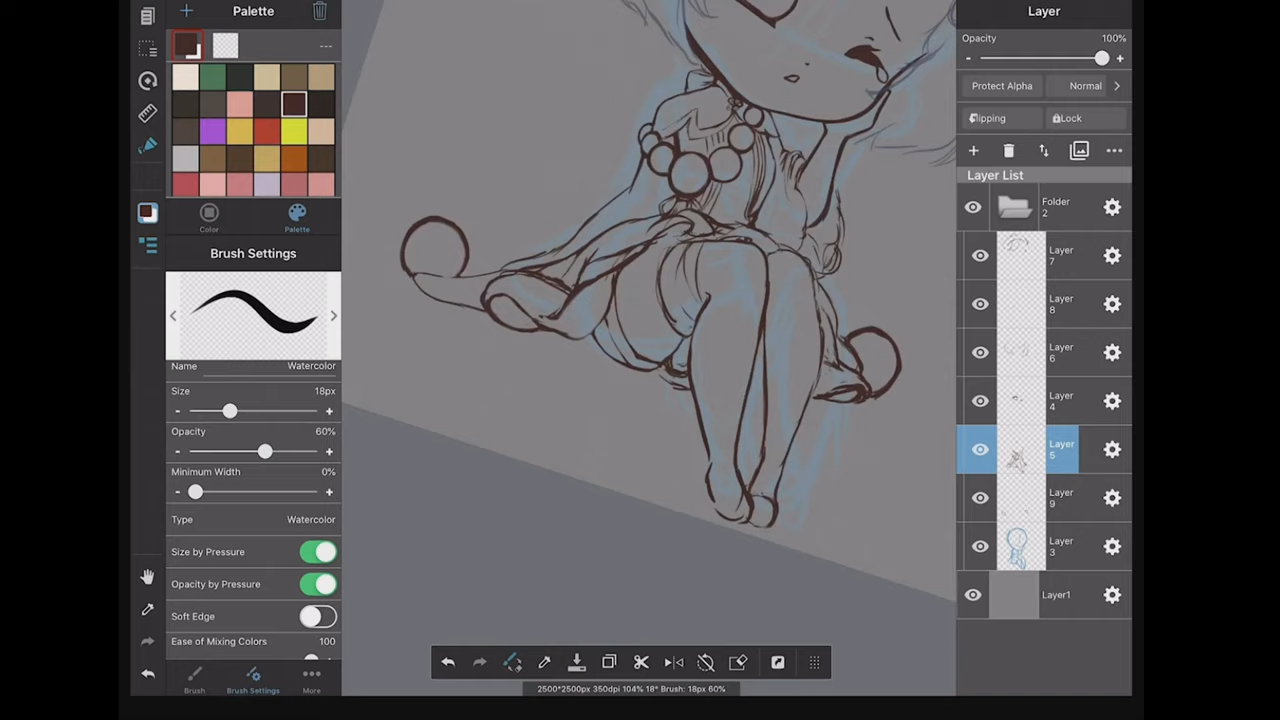 Palette
Color
Palette
Brush Settings
Name Watercolor
Size 18px
- +
Opacity 60%
- +
Minimum Width 0%
- +
Type Watercolor
Size by Pressure
Opacity by Pressure
Soft Edge
Ease of Mixing Colors 100
- +
Brush
Brush Settings
More
2500*2500px 350dpi 104% 18° Brush: 18px 60%
Layer
Opacity 100%
- +
Protect Alpha Normal
lipping Lock
Layer List
Folder
2
Layer
7
Layer
8
Layer
6
Layer
4
Layer
5
Layer
9
Layer
3
Layer1